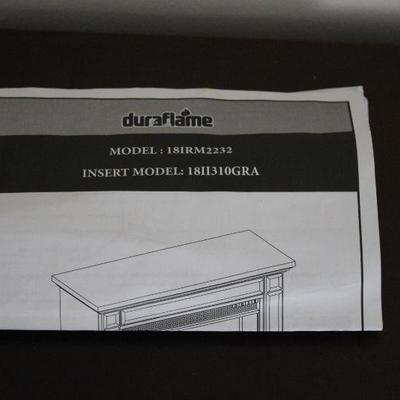 duraflame
MODEL : 18IRM2232
INSERT MODEL: 18II310GRA